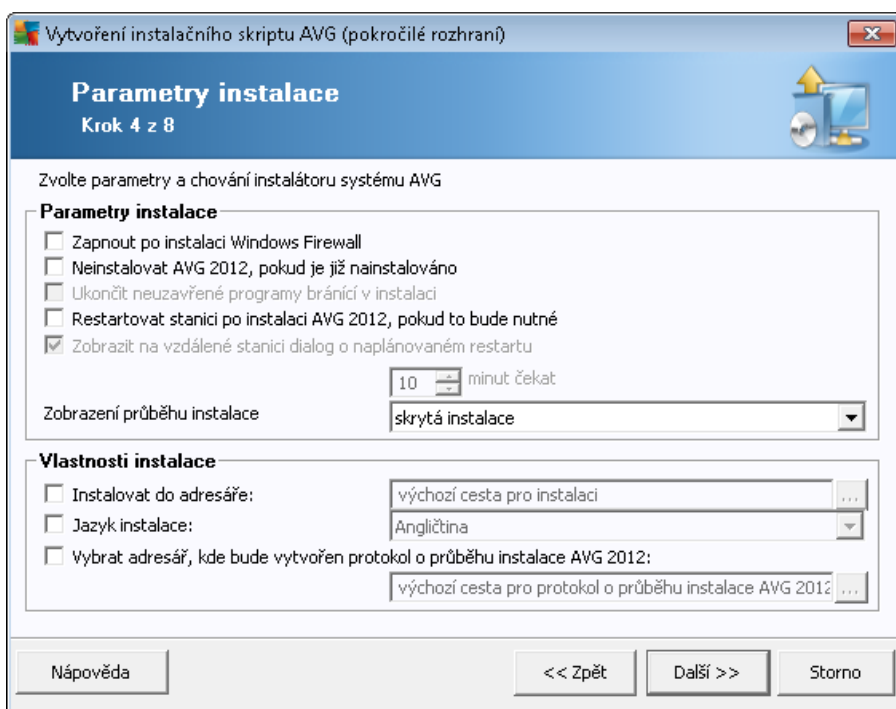 Vytvoření instalačního skriptu AVG (pokročilé rozhraní)
Parametry instalace
Krok 4 z 8
Zvolte parametry a chování instalátoru systému AVG
Parametry instalace
Zapnout po instalaci Windows Firewall
Neinstalovat AVG 2012, pokud je již nainstalováno
Ukončit neuzavřené programy bránící v instalaci
Restartovat stanici po instalaci AVG 2012, pokud to bude nutné
Zobrazit na vzdálené stanici dialog o naplánovaném restartu
10 minut čekat
Zobrazení průběhu instalace skrytá instalace
Vlastnosti instalace
Instalovat do adresáře: výchozí cesta pro instalaci ...
Jazyk instalace: Angličtina
Vybrat adresář, kde bude vytvořen protokol o průběhu instalace AVG 2012:
výchozí cesta pro protokol o průběhu instalace AVG 2012 ...
Nápověda << Zpět Další >> Storno